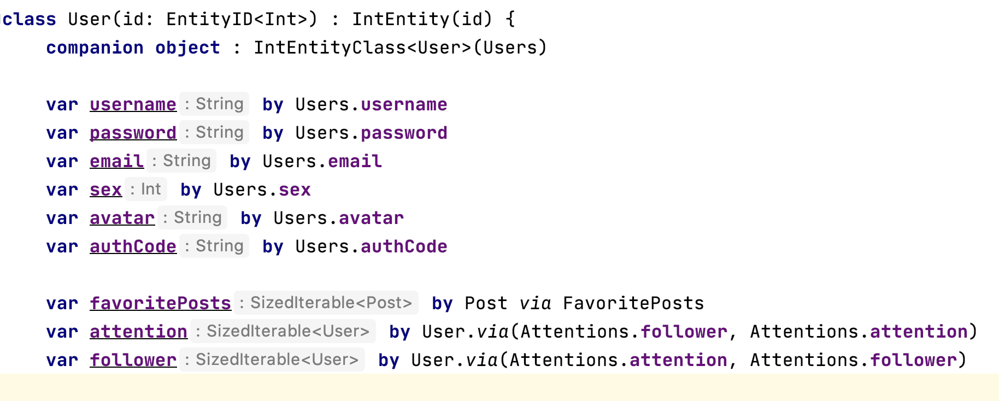 class User(id: EntityID<Int>) : IntEntity(id) {
companion object : IntEntityClass<User>(Users)
var username : String by Users.username
var password : String by Users.password
var email : String by Users.email
var sex : Int by Users.sex
var avatar : String by Users.avatar
var authCode : String by Users.authCode
var favoritePosts : SizedIterable<Post> by Post via FavoritePosts
var attention : SizedIterable<User> by User.via(Attentions.follower, Attentions.attention)
var follower : SizedIterable<User> by User.via(Attentions.attention, Attentions.follower)